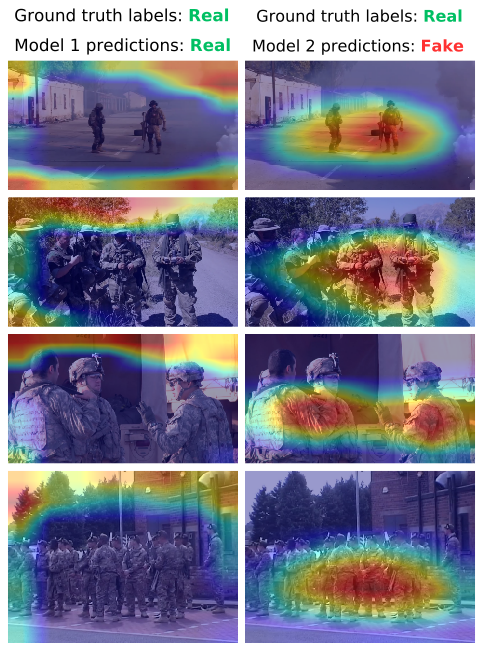 Ground truth labels: Real
Model 1 predictions: Real
Ground truth labels: Real
Model 2 predictions: Fake